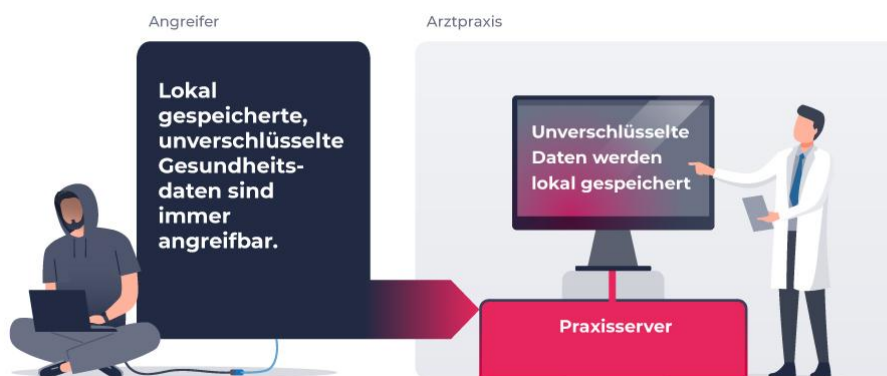 Angreifer
Arztpraxis
Lokal
gespeicherte,
unverschlüsselte
Gesundheits-
daten sind
immer
angreifbar.
Unverschlüsselte
Daten werden
lokal gespeichert
Praxisserver